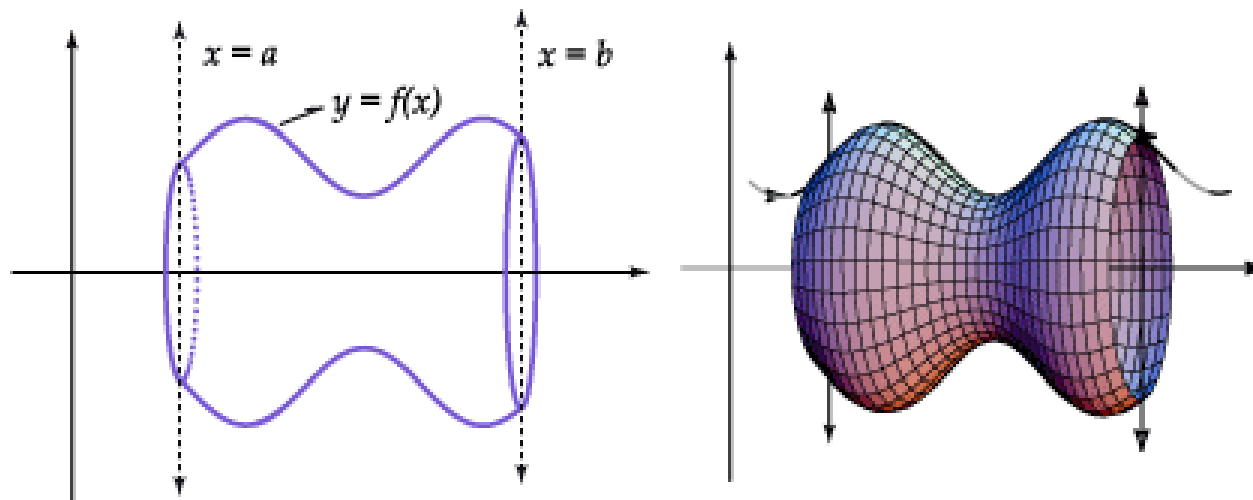 x = a
x = b
y = f(x)